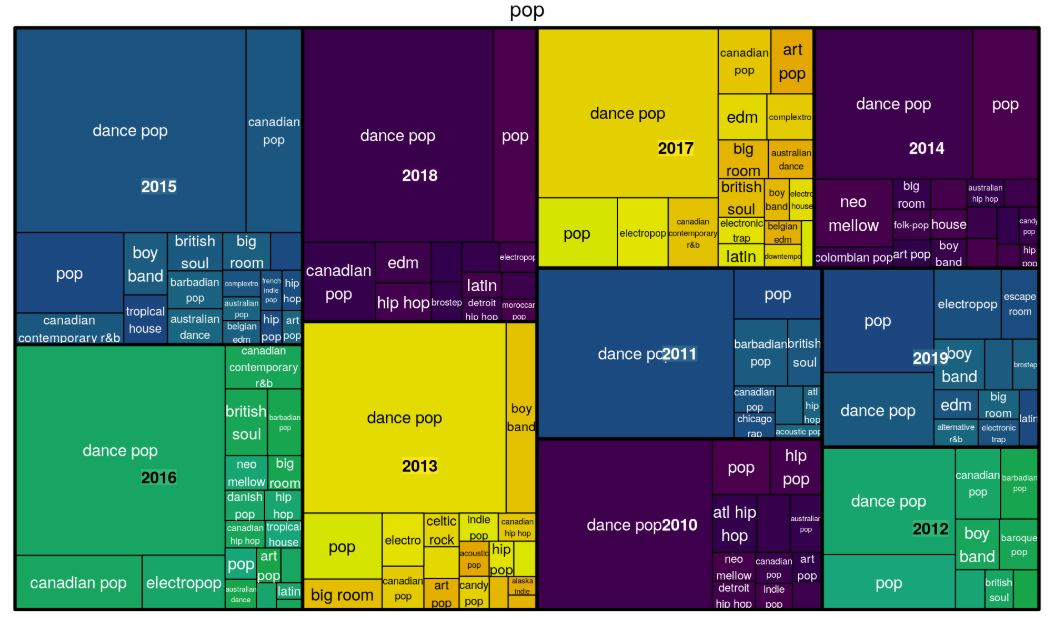 pop
dance pop
canadian
pop
2015
pop
boy
band
british
soul
big
room
barbadian
pop
complextro
french
indie
pop
hip
hop
australian
pop
canadian
contemporary r&b
tropical
house
australian
dance
belgian
edm
hip
pop
art
pop
dance pop
pop
2018
canadian
pop
edm
electropop
latin
hip hop
brostep
detroit
hip hop
moroccan
pop
dance pop
canadian
pop
art
pop
2017
edm
complextro
big
room
australian
dance
british
soul
boy
band
electro
house
pop
electropop
canadian
contemporary
r&b
electronic
trap
belgian
edm
latin
downtempo
dance pop
pop
2014
neo
mellow
big
room
australian
hip hop
folk-pop
house
candy
pop
colombian pop
art pop
boy
band
hip
pop
dance pop
2016
canadian
contemporary
r&b
british
soul
barbadian
pop
neo
mellow
big
room
danish
pop
hip
hop
canadian
hip hop
tropical
house
canadian pop
electropop
pop
art
pop
australian
dance
latin
dance pop
boy
band
2013
pop
electro
celtic
rock
indie
pop
canadian
hip hop
acoustic
pop
hip
pop
big room
canadian
pop
art
pop
candy
pop
alaska
indie
dance pop
2011
pop
barbadian
pop
british
soul
canadian
pop
atl
hip
hop
chicago
rap
acoustic pop
pop
electropop
escape
room
2019
boy
band
brostep
dance pop
edm
big
room
latin
alternative
r&b
electronic
trap
dance pop
2010
pop
hip
pop
atl hip
hop
australian
pop
neo
mellow
canadian
pop
art
pop
detroit
hip hop
indie
pop
dance pop
2012
canadian
pop
barbadian
pop
boy
band
baroque
pop
pop
british
soul